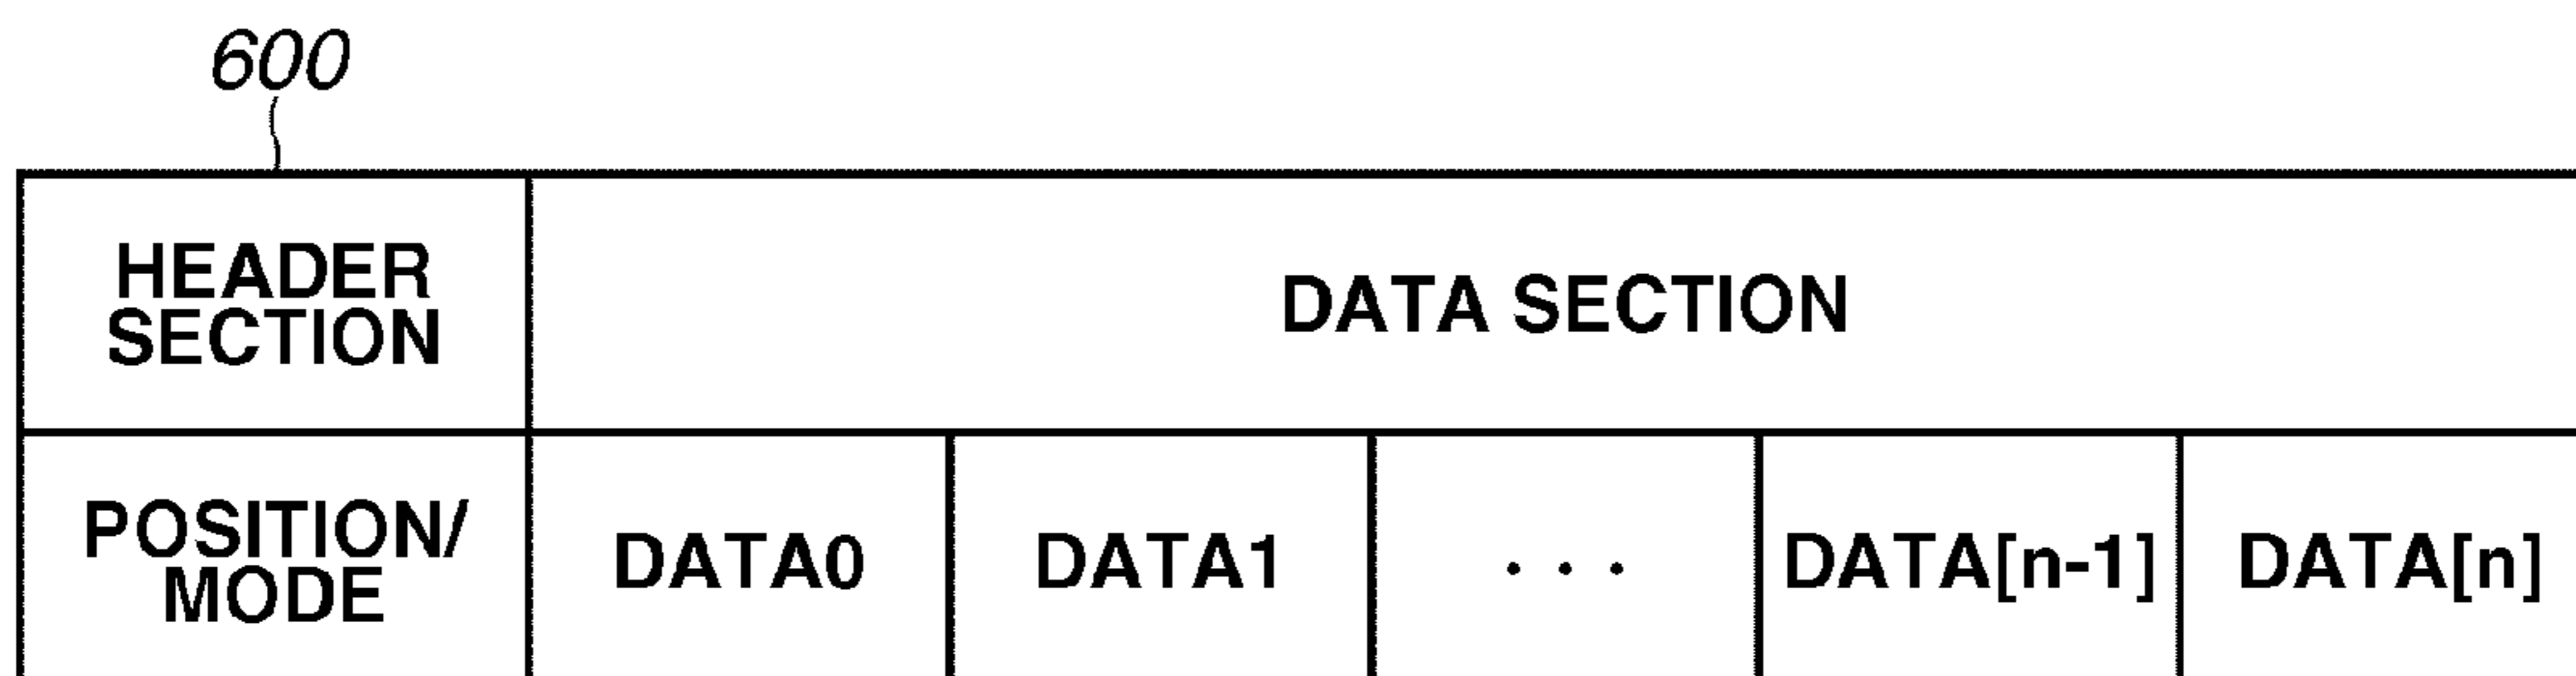 600
HEADER
SECTION
DATA SECTION
POSITION/
MODE
DATA0
DATA1
. . .
DATA[n-1]
DATA[n]